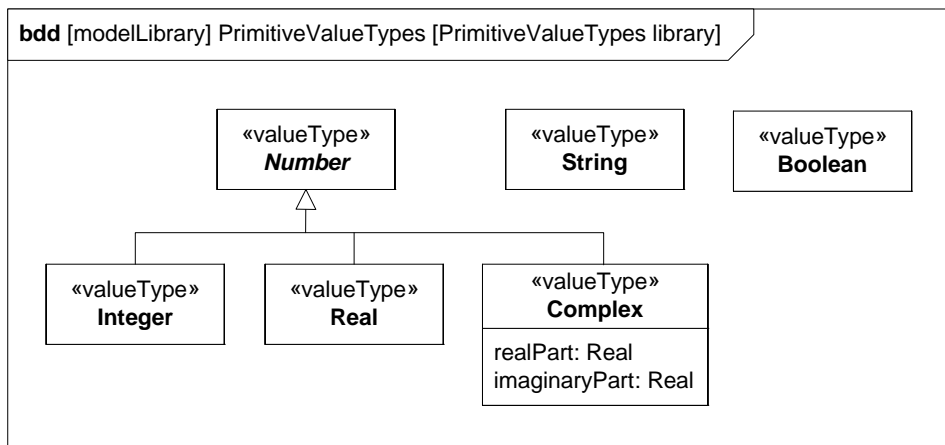 bdd [modelLibrary] PrimitiveValueTypes [PrimitiveValueTypes library]
«valueType»
Number
«valueType»
String
«valueType»
Boolean
«valueType»
Integer
«valueType»
Real
«valueType»
Complex
realPart: Real
imaginaryPart: Real